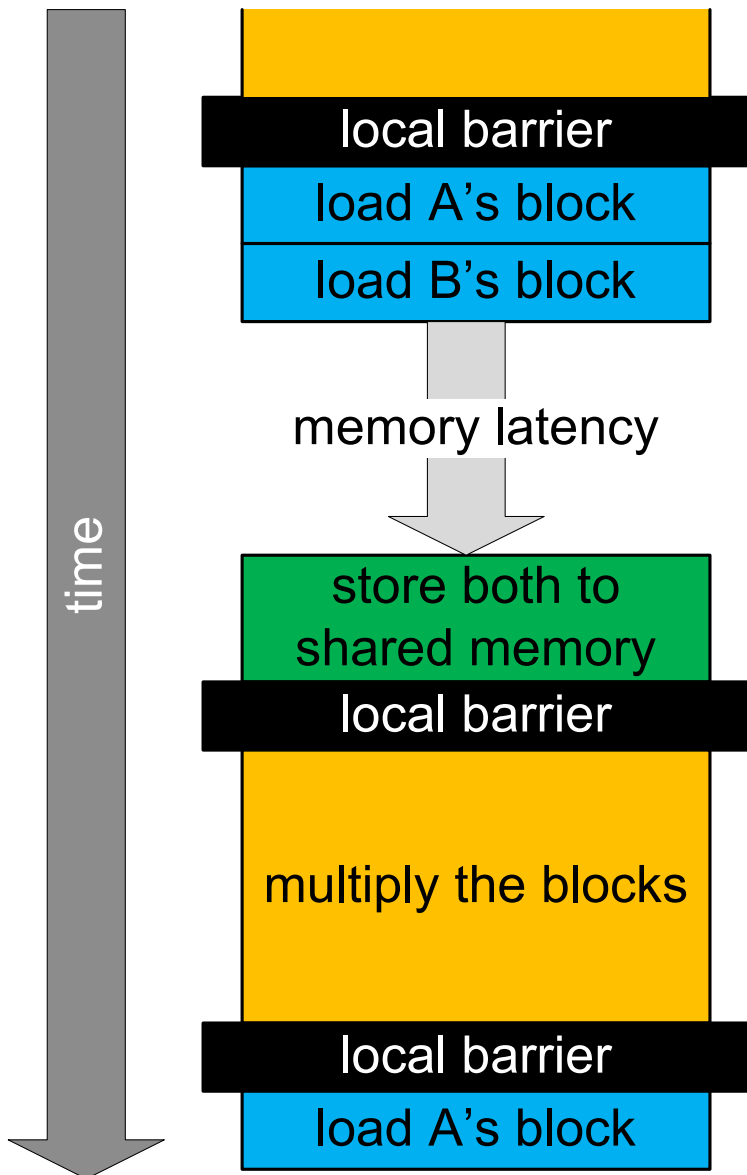 local barrier
load A’s block
load B’s block
memory latency
time
store both to
shared memory
local barrier
multiply the blocks
local barrier
load A’s block